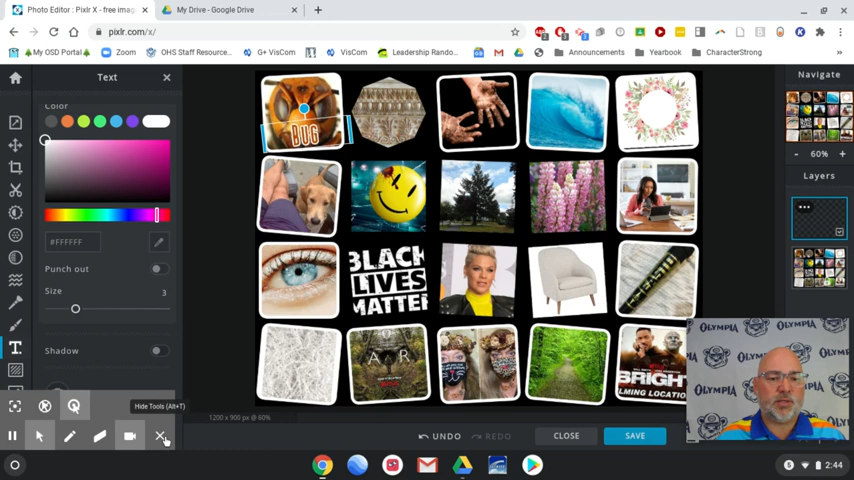 Photo Editor : Pixlr X - free imag
My Drive - Google Drive
pixlr.com/x/
My OSD Portal
Zoom
OHS Staff Resource...
G+ VisCom
VisCom
Leadership Rando...
Announcements
Yearbook
CharacterStrong
Text
Navigate
Color
BUG
- 60% +
Layers
#FFFFFF
Punch out
Size 3
BLACK
LIVES
MATTER
Shadow
OLYMPIA
Hide Tools (Alt+T)
BRIGHT
LMING LOCATION
1200 x 900 px @ 60%
UNDO
REDO
CLOSE
SAVE
2:44